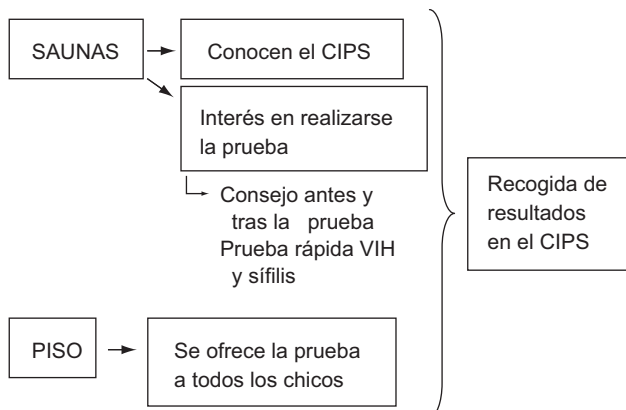 SAUNAS
Conocen el CIPS
Interés en realizarse
la prueba
Consejo antes y
tras la prueba
Prueba rápida VIH
y sífilis
Recogida de
resultados
en el CIPS
PISO
Se ofrece la prueba
a todos los chicos